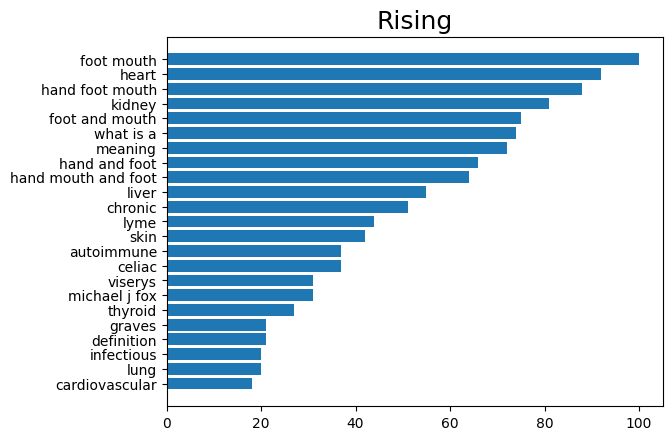 Rising
foot mouth
heart
hand foot mouth
kidney
foot and mouth
what is a
meaning
hand and foot
hand mouth and foot
liver
chronic
lyme
skin
autoimmune
celiac
viserys
michael j fox
thyroid
graves
definition
infectious
lung
cardiovascular
0 20 40 60 80 100